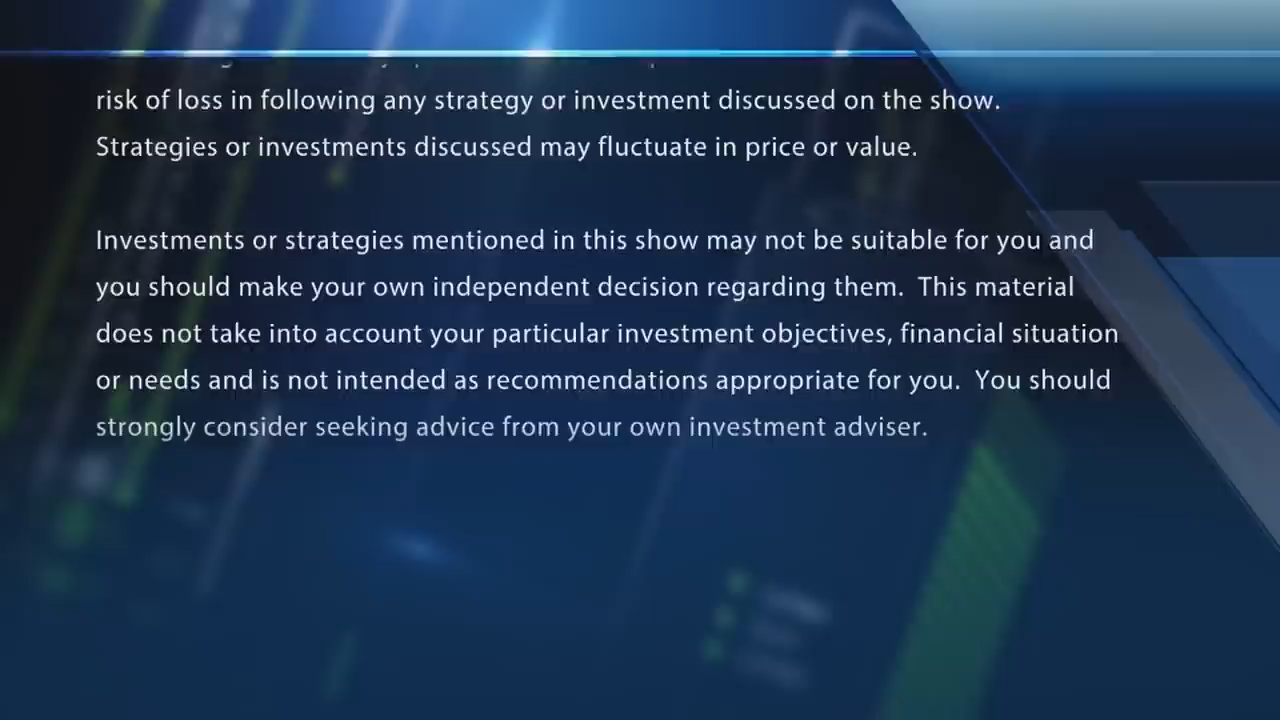 risk of loss in following any strategy or investment discussed on the show.
Strategies or investments discussed may fluctuate in price or value.
Investments or strategies mentioned in this show may not be suitable for you and
you should make your own independent decision regarding them.  This material
does not take into account your particular investment objectives, financial situation
or needs and is not intended as recommendations appropriate for you.  You should
strongly consider seeking advice from your own investment adviser.